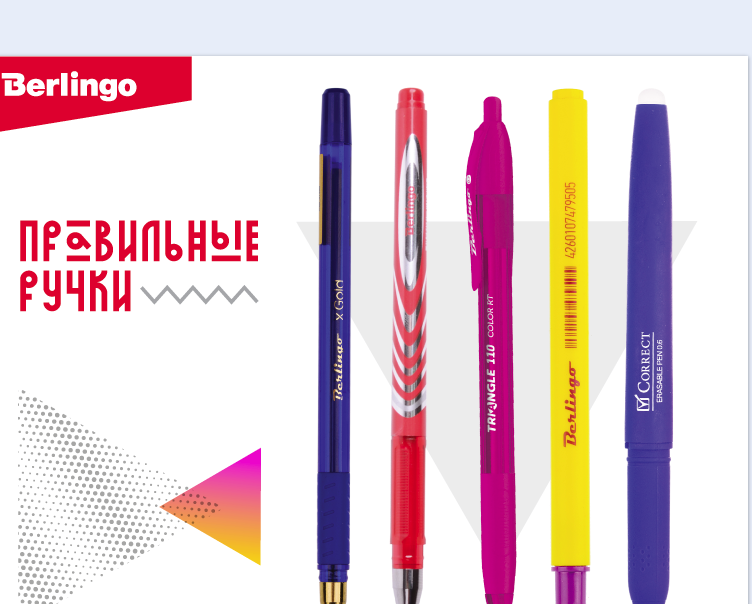 Berlingo
ПРАВИЛЬНЫЕ
РУЧКИ
Berlingo x Gold
Berlingo
Berlingo
TRIANGLE 110 COLOR RT
Berlingo
4260107479505
CORRECT
ERASABLE PEN 0.6